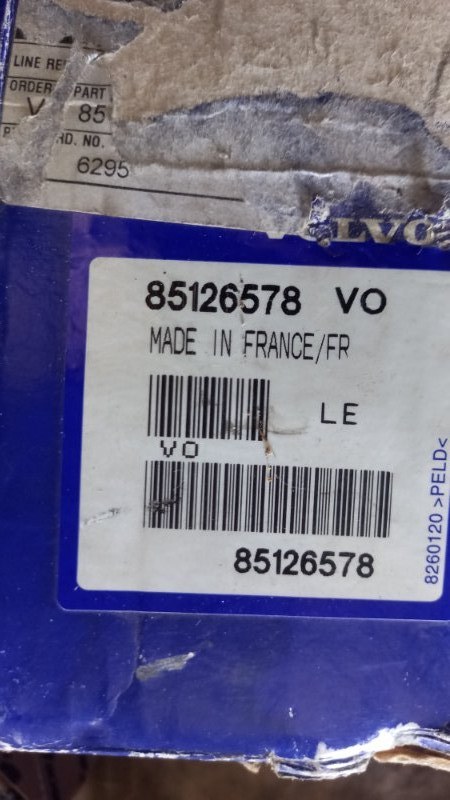 LINE RE
ORDER PART
V 85
RD. NO.
6295
VOLVO
85126578 VO
MADE IN FRANCE/FR
LE
VO
85126578
8260120 >PELD<